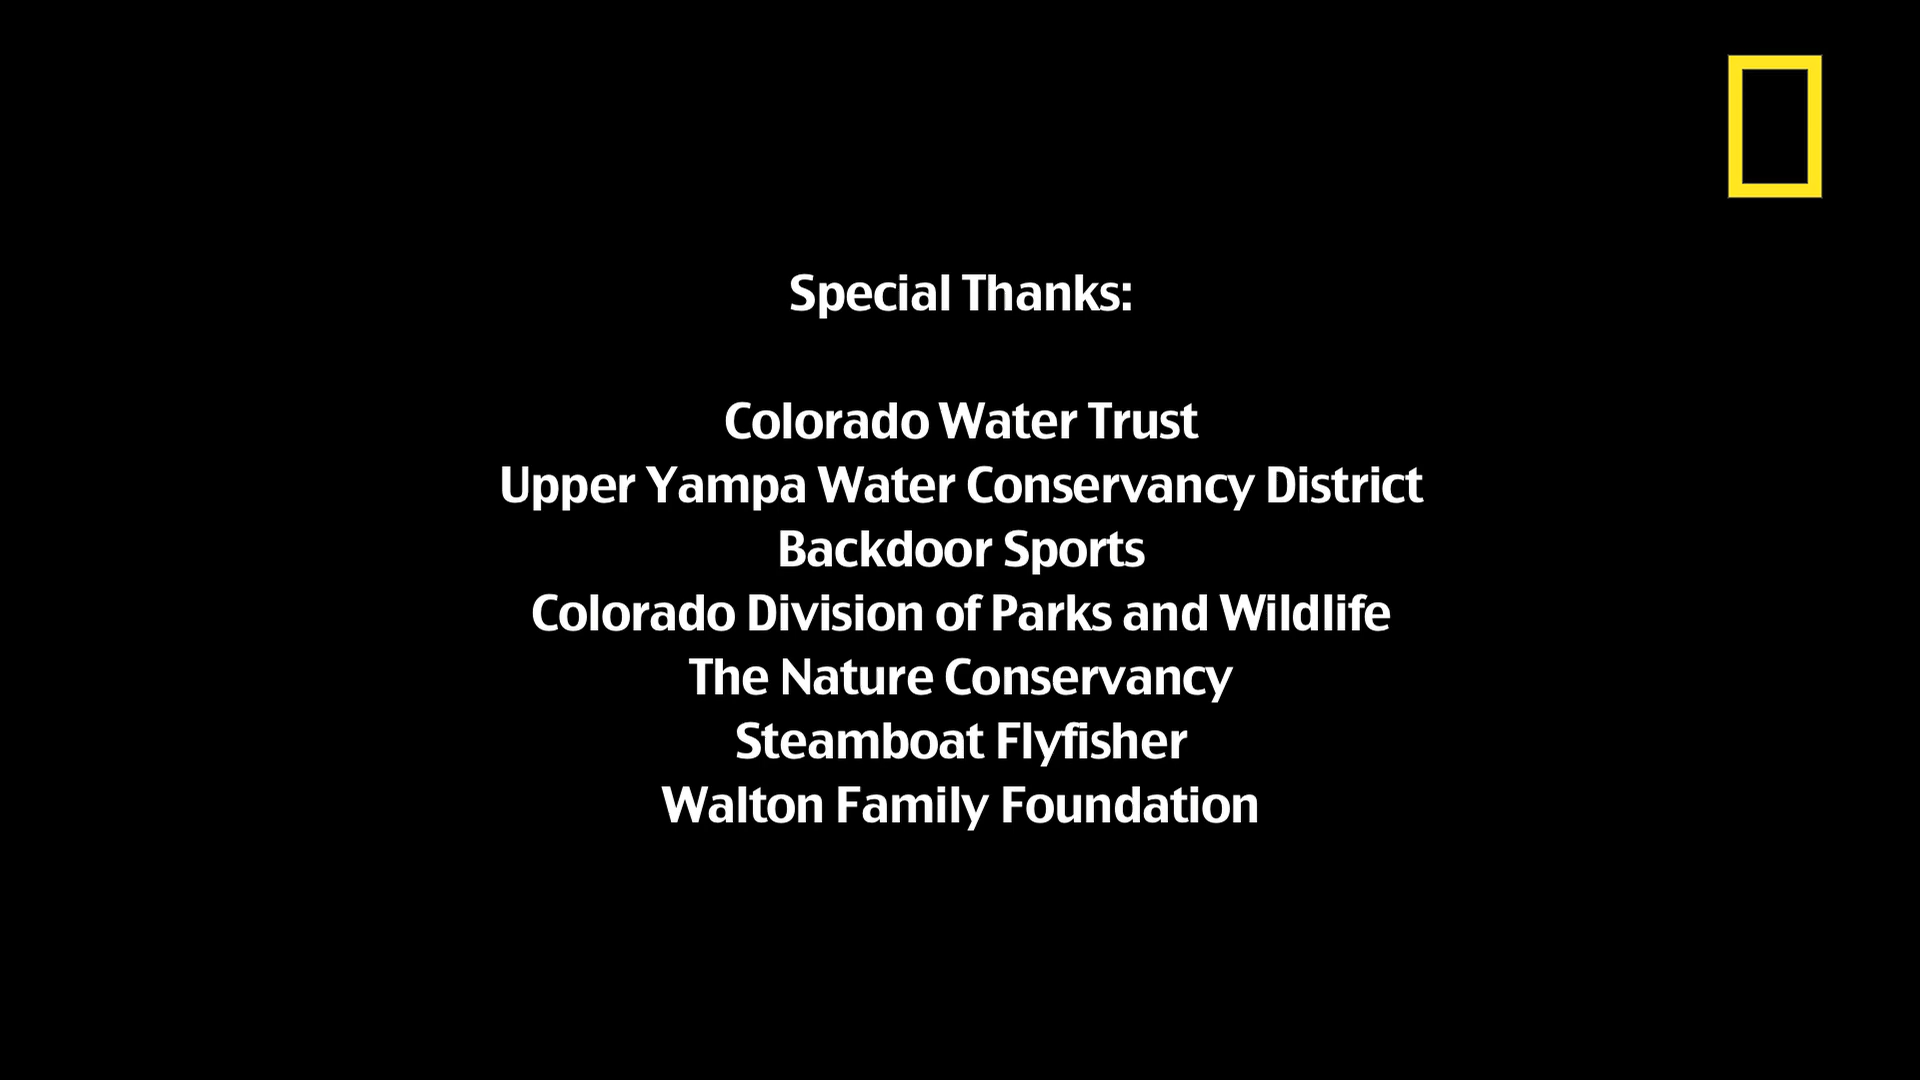 Special Thanks:
Colorado Water Trust
Upper Yampa Water Conservancy District
Backdoor Sports
Colorado Division of Parks and Wildlife
The Nature Conservancy
Steamboat Flyfisher
Walton Family Foundation